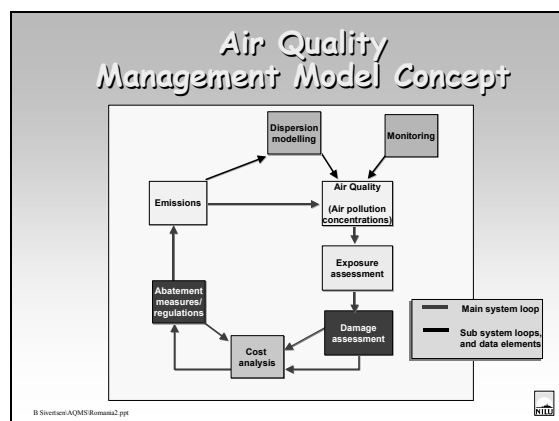 Air Quality
Management Model Concept
Dispersion
modelling
Monitoring
Emissions
Air Quality
(Air pollution
concentrations)
Exposure
assessment
Abatement
measures/
regulations
Damage
assessment
Cost
analysis
Main system loop
Sub system loops,
and data elements
B Sivertsen\AQMS\Romania2.ppt
NILU